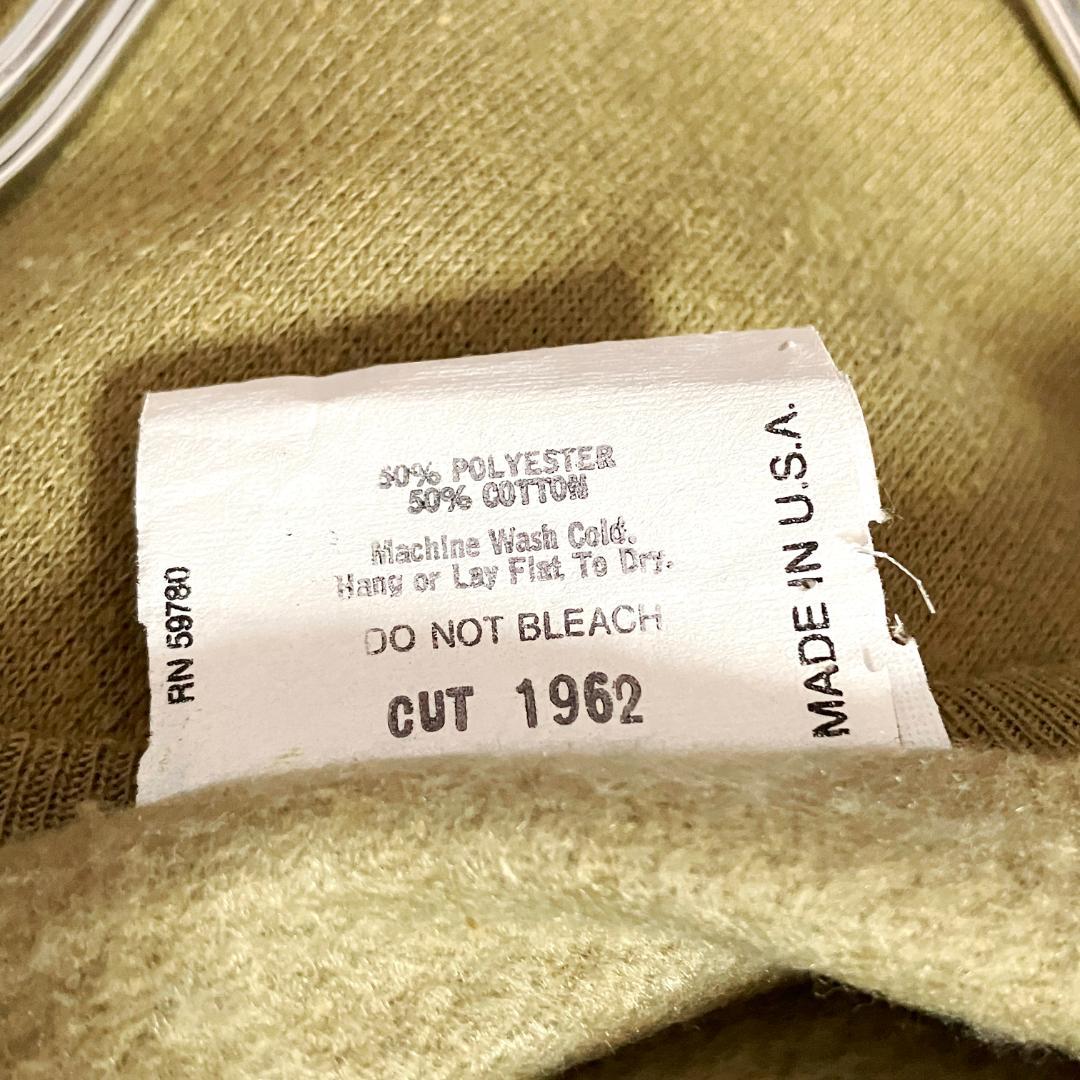 50% POLYESTER
50% COTTON
Machine Wash Cold.
Hang or Lay Flat To Dry.
DO NOT BLEACH
CUT 1962
RN 59780
MADE IN U.S.A.